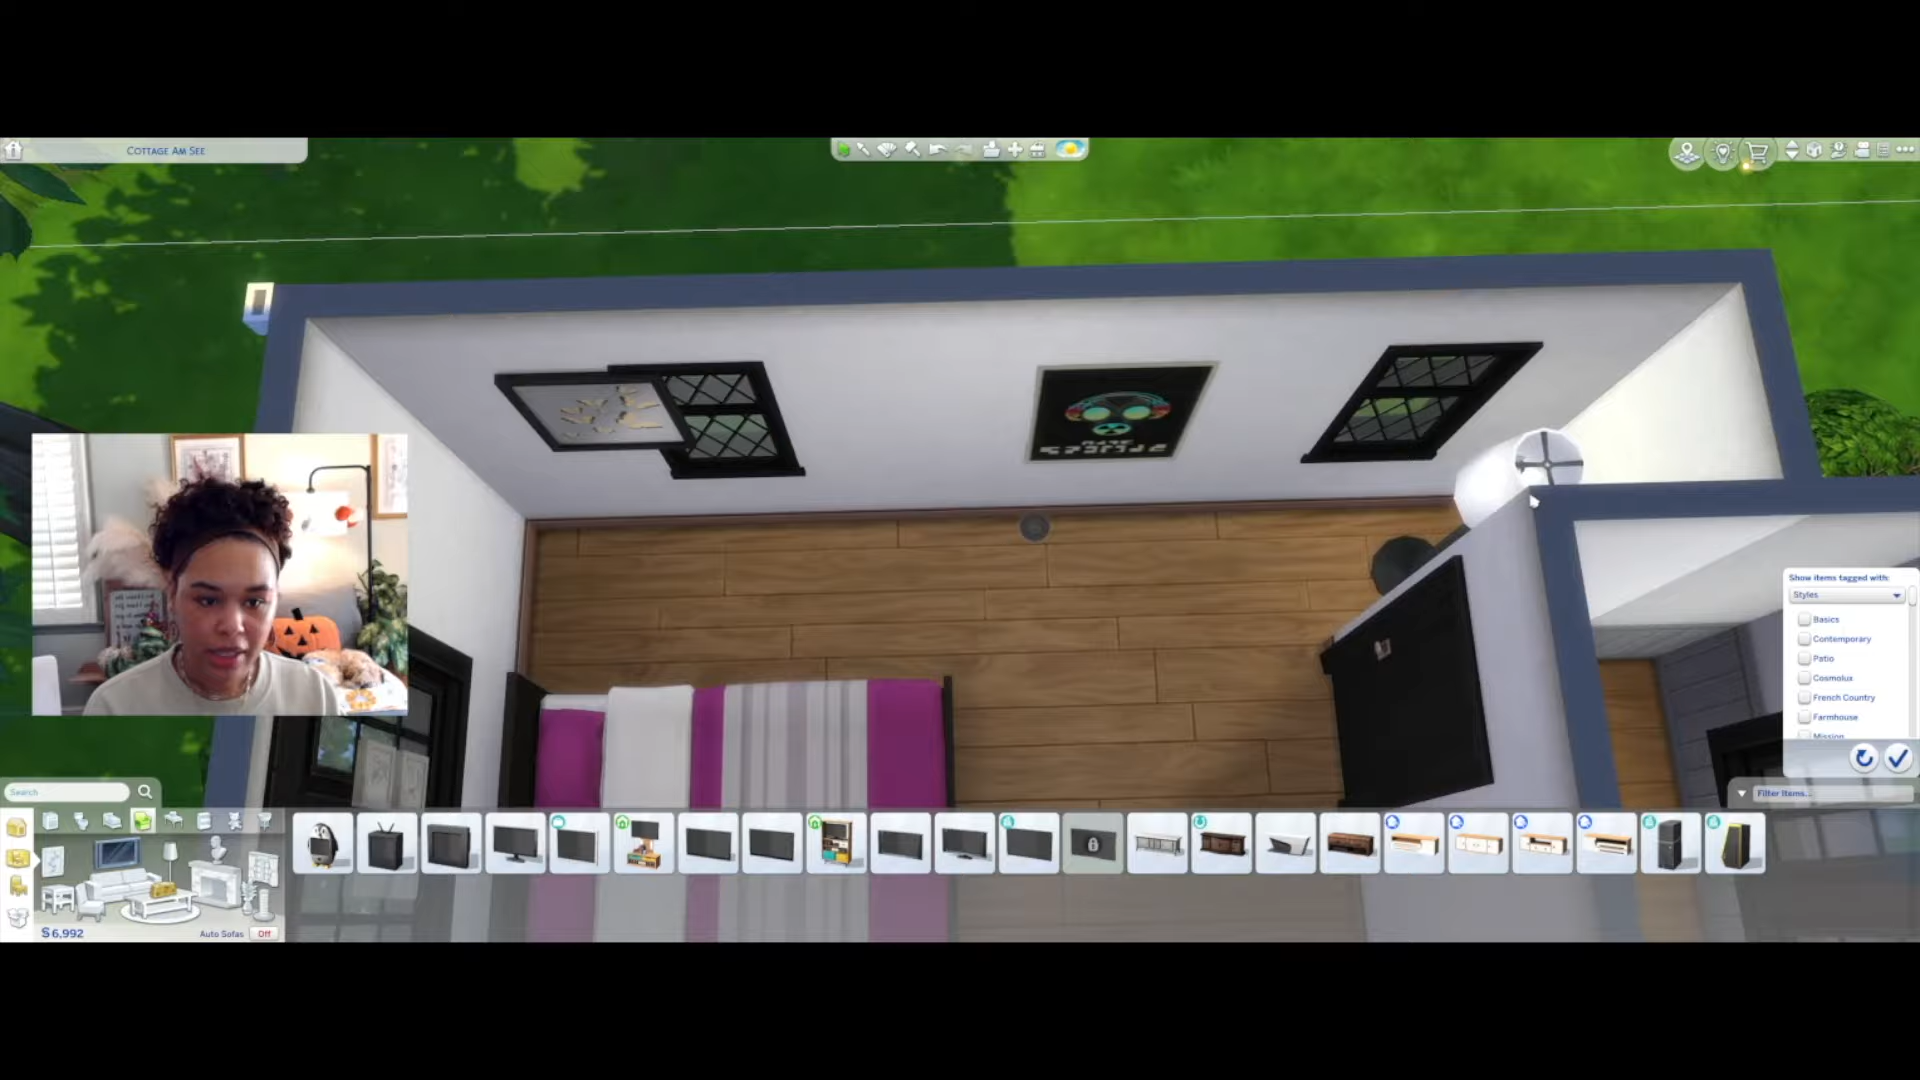 COTTAGE AM SEE
Show items tagged with:
Styles
Basics
Contemporary
Patio
Cosmolux
French Country
Farmhouse
Mission
Search
Filter Items...
§6,992
Auto Sofas
Off